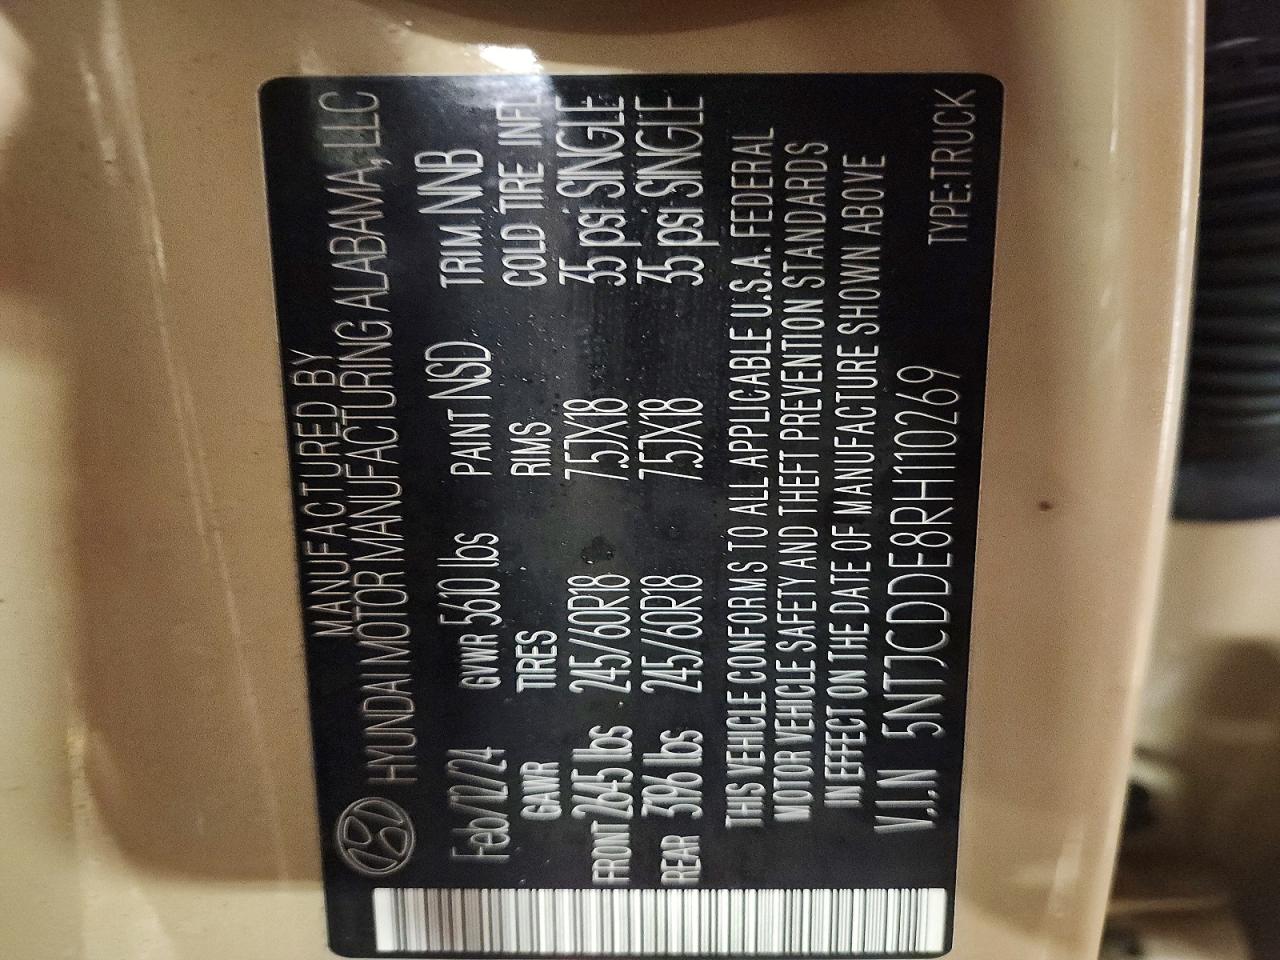 MANUFACTURED BY
HYUNDAI MOTOR MANUFACTURING ALABAMA, LLC
Feb/12/24 GVWR 5610 lbs PAINT NSD TRIM NNB
GAWR TIRES RIMS COLD TIRE INFL
FRONT 2645 lbs 245/60R18 7.5JX18 35 psi SINGLE
REAR 3196 lbs 245/60R18 7.5JX18 35 psi SINGLE
THIS VEHICLE CONFORMS TO ALL APPLICABLE U.S.A. FEDERAL
MOTOR VEHICLE SAFETY AND THEFT PREVENTION STANDARDS
IN EFFECT ON THE DATE OF MANUFACTURE SHOWN ABOVE
V.I.N 5NTJCDDE8RH110269 TYPE:TRUCK